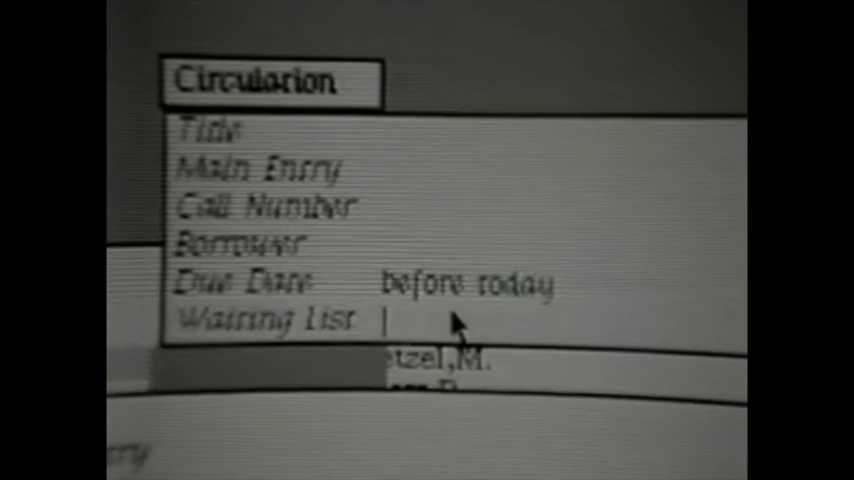 Circulation
Title
Main Entry
Call Number
Borrower
Due Date before today
Waiting List
etzel, M.